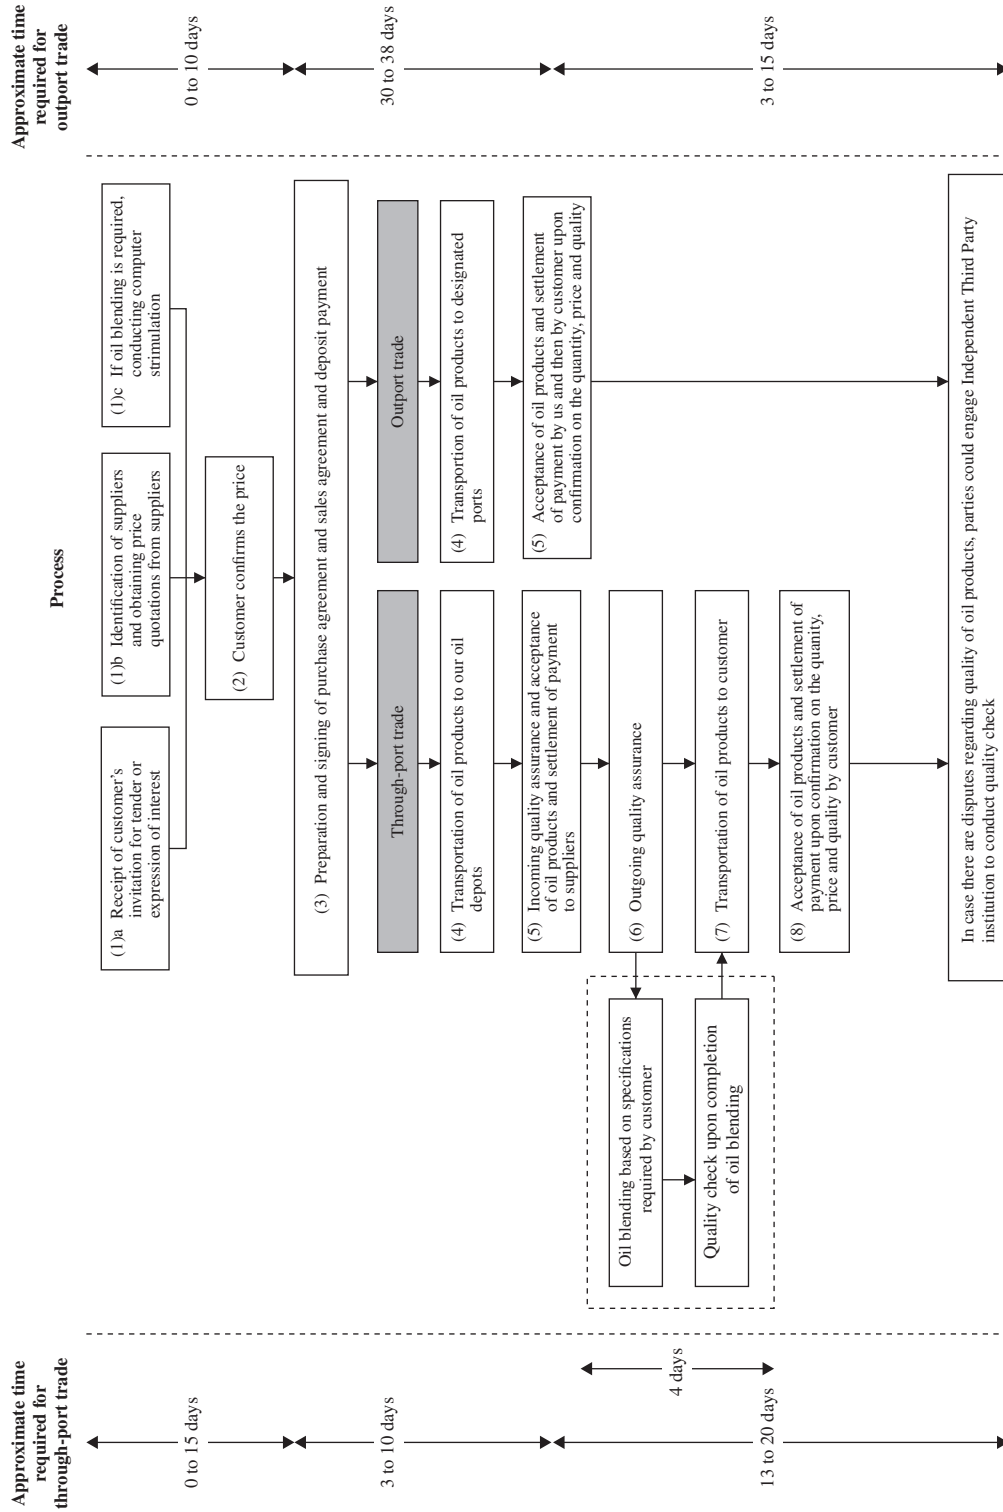 Approximate time
required for
through-port trade
Process
Approximate time
required for
outport trade
0 to 15 days
3 to 10 days
4 days
13 to 20 days
(1)a Receipt of customer's
invitation for tender or
expression of interest
(1)b Identification of suppliers
and obtaining price
quotations from suppliers
(1)c If oil blending is required,
conducting computer
strimulation
(2) Customer confirms the price
(3) Preparation and signing of purchase agreement and sales agreement and deposit payment
Through-port trade
(4) Transportation of oil products to our oil
depots
(5) Incoming quality assurance and acceptance
of oil products and settlement of payment
to suppliers
(6) Outgoing quality assurance
Oil blending based on specifications
required by customer
Quality check upon completion
of oil blending
(7) Transportation of oil products to customer
(8) Acceptance of oil products and settlement of
payment upon confirmation on the quanity,
price and quality by customer
Outport trade
(4) Transportion of oil products to designated
ports
(5) Acceptance of oil products and settlement
of payment by us and then by customer upon
confirmation on the quantity, price and quality
In case there are disputes regarding quality of oil products, parties could engage Independent Third Party
institution to conduct quality check
0 to 10 days
30 to 38 days
3 to 15 days